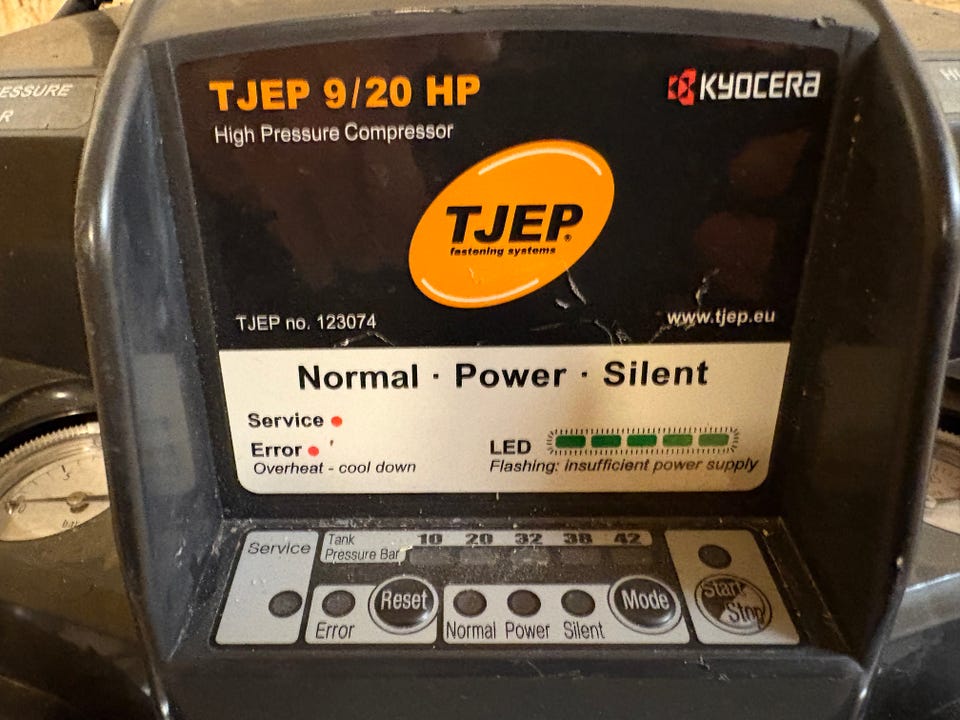 TJEP 9/20 HP
KYOCERA
High Pressure Compressor
TJEP®
fastening systems
TJEP no. 123074
www.tjep.eu
Normal · Power · Silent
Service
Error
Overheat - cool down
LED
Flashing: insufficient power supply
Service
Tank
Pressure Bar
10 20 32 38 42
Reset
Mode
Start
Stop
Error
Normal Power Silent
bar